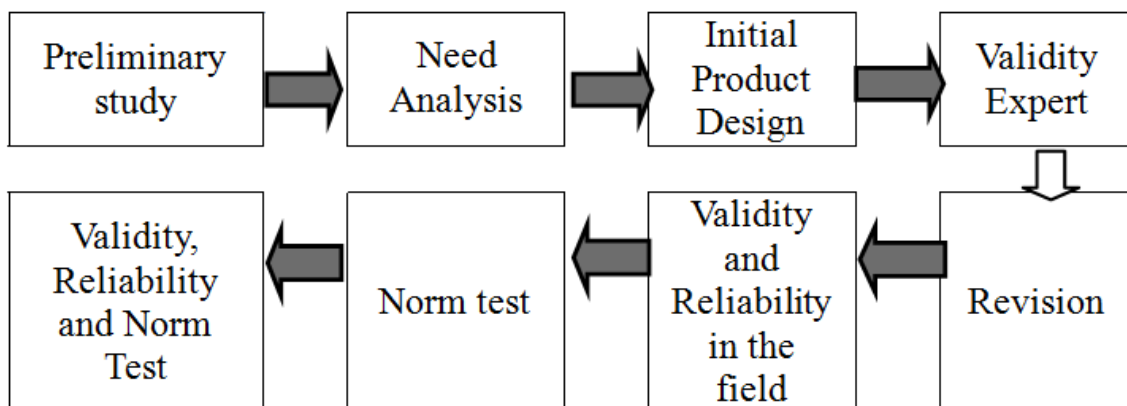 Preliminary
study
Need
Analysis
Initial
Product
Design
Validity
Expert
Validity,
Reliability
and Norm
Test
Norm test
Validity
and
Reliability
in the
field
Revision